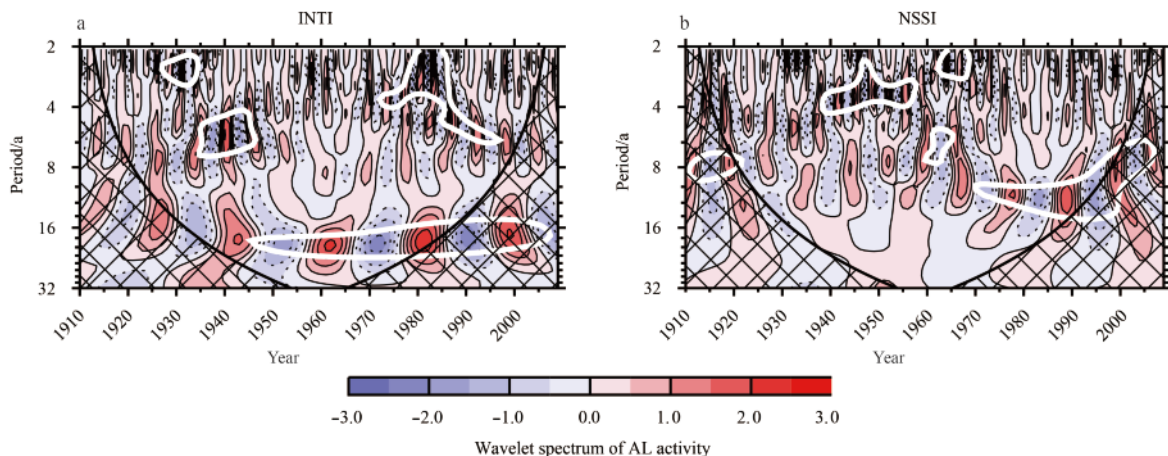 a INTI
2
4
8
16
32
Period/a
1910 1920 1930 1940 1950 1960 1970 1980 1990 2000
Year
b NSSI
2
4
8
16
32
Period/a
1910 1920 1930 1940 1950 1960 1970 1980 1990 2000
Year
−3.0 −2.0 −1.0 0.0 1.0 2.0 3.0
Wavelet spectrum of AL activity